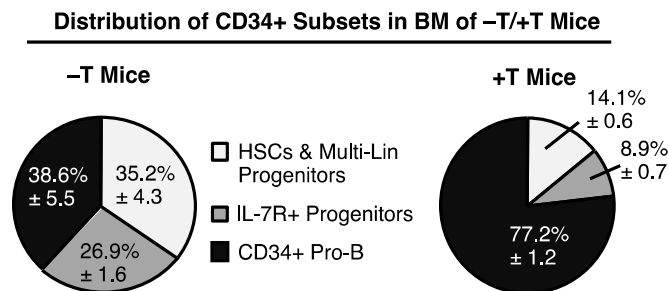 Distribution of CD34+ Subsets in BM of –T/+T Mice
–T Mice
38.6%
± 5.5
35.2%
± 4.3
26.9%
± 1.6
HSCs & Multi-Lin
Progenitors
IL-7R+ Progenitors
CD34+ Pro-B
+T Mice
14.1%
± 0.6
8.9%
± 0.7
77.2%
± 1.2